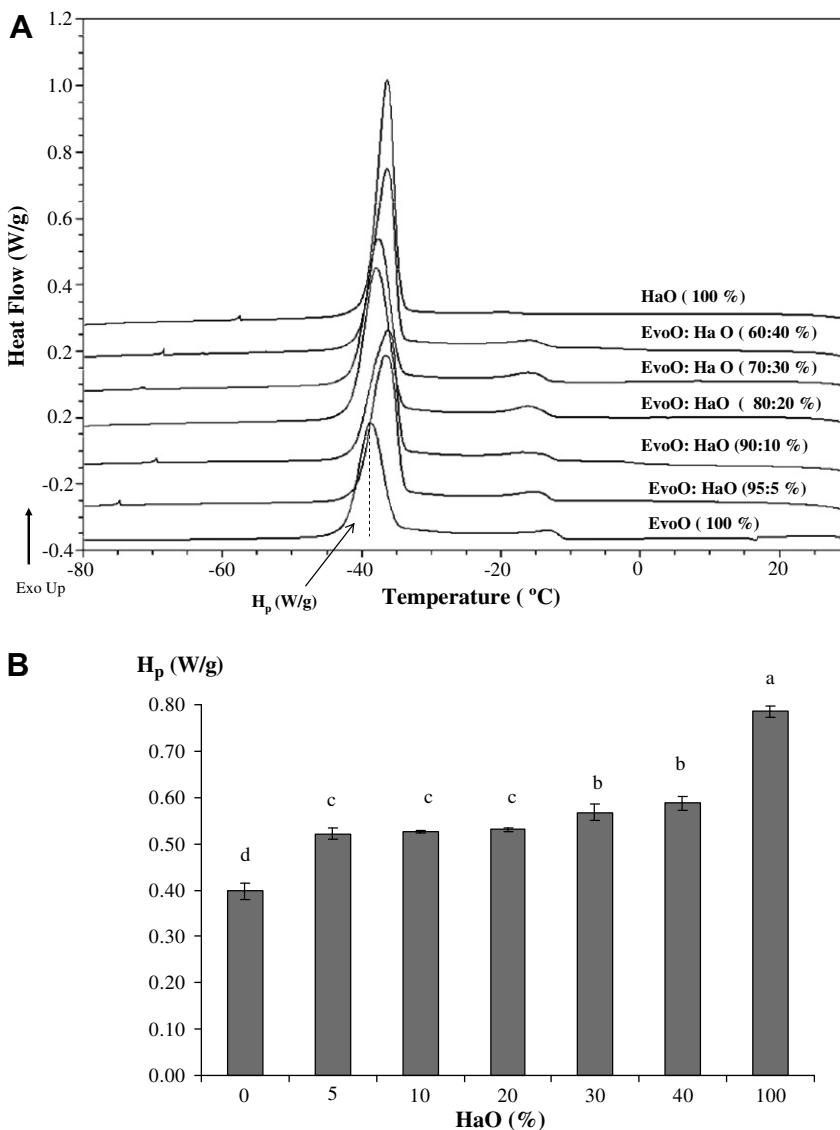 A
1.2
1.0
0.8
0.6
0.4
0.2
0.2
-0.2
-0.4
Heat Flow (W/g)
Exo Up
HaO ( 100 %)
EvoO: Ha O ( 60:40 %)
EvoO: Ha O ( 70:30 %)
EvoO: HaO ( 80:20 %)
EvoO: HaO (90:10 %)
EvoO: HaO (95:5 %)
EvoO ( 100 %)
-80 -60 -40 -20 0 20
Hp (W/g)
Temperature ( ºC)
B
Hp (W/g)
0.80
0.70
0.60
0.50
0.40
0.30
0.20
0.10
0.00
d c c c b b a
0 5 10 20 30 40 100
HaO (%)